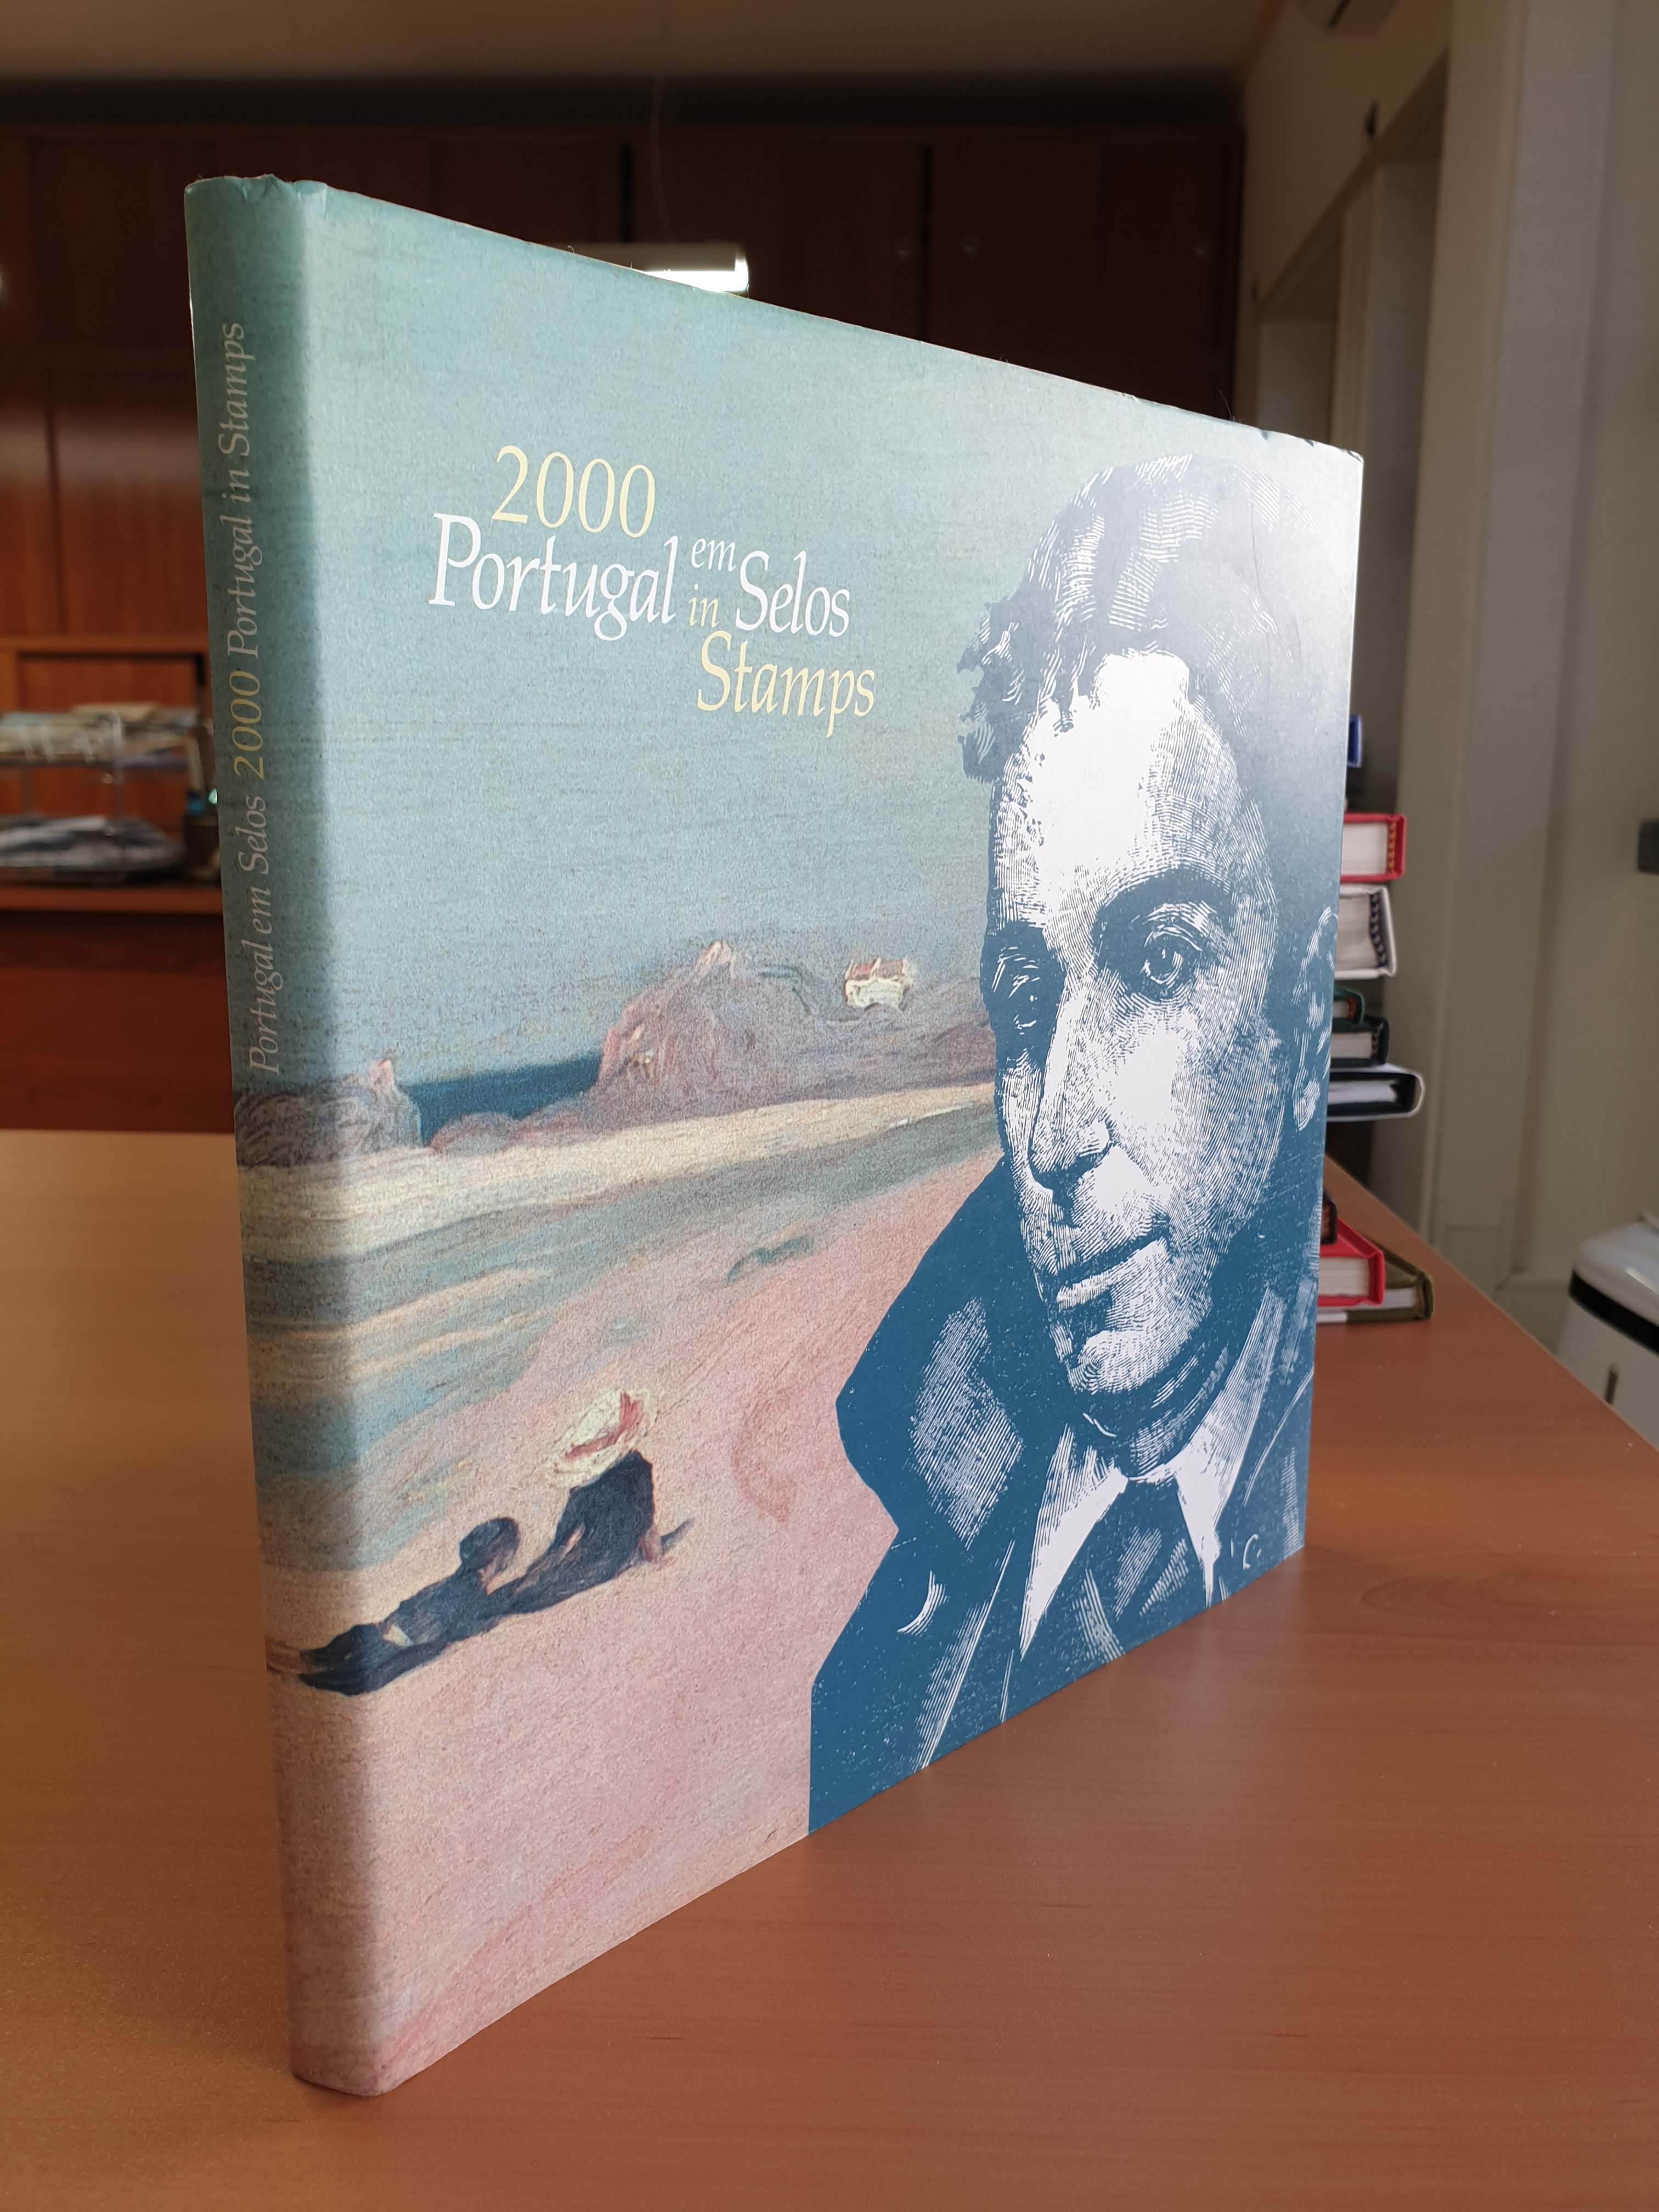 2000
Portugal em Selos
in
Stamps
Portugal em Selos 2000 Portugal in Stamps